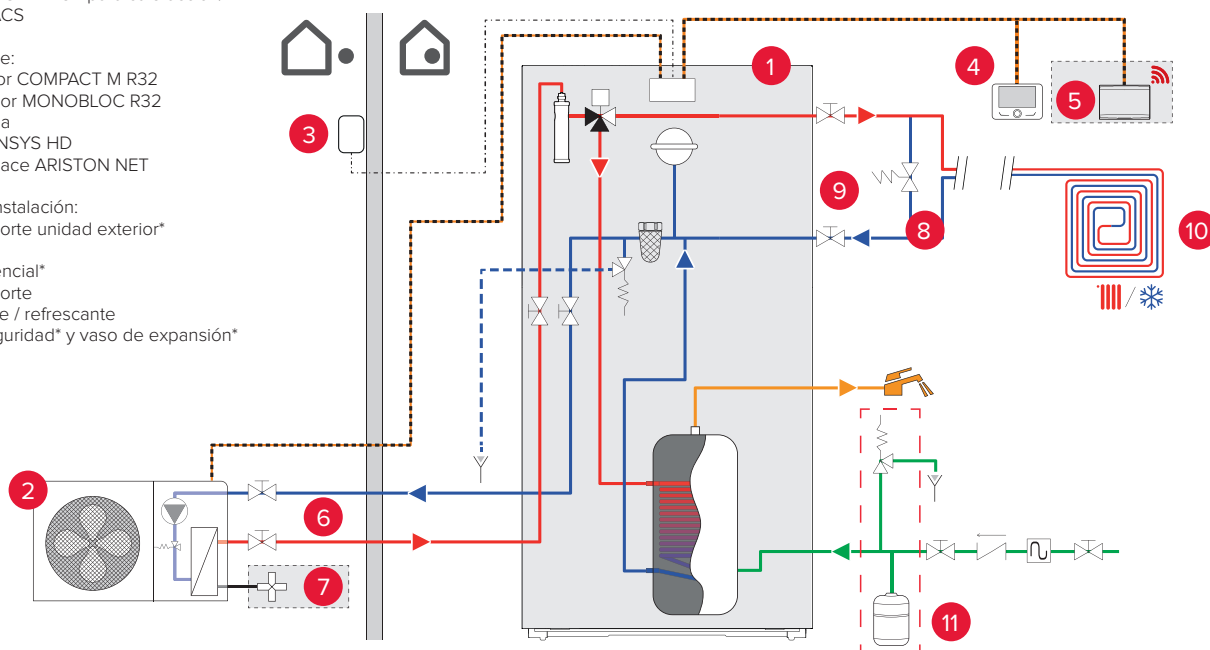 ACS
e:
or COMPACT M R32
or MONOBLOC R32
a
NSYS HD
ace ARISTON NET
nstalación:
orte unidad exterior*
encial*
orte
e / refrescante
guridad* y vaso de expansión*
1
2
3
4
5
6
7
8
9
10
11
/